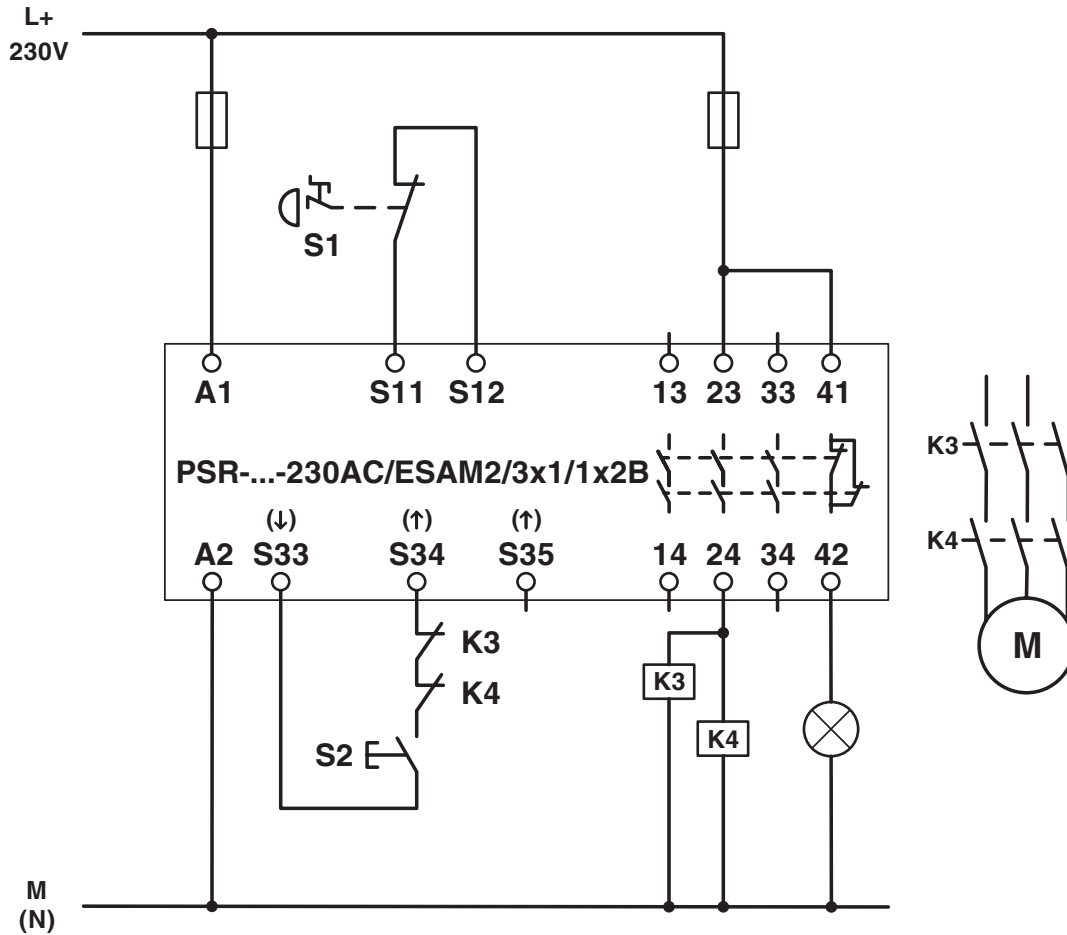 L+
230V
S1
A1 S11 S12 13 23 33 41
PSR-...-230AC/ESAM2/3x1/1x2B
K3
(↓) (↑) (↑)
A2 S33 S34 S35 14 24 34 42
K4
K3
K4
K3
M
K4
S2
M
(N)